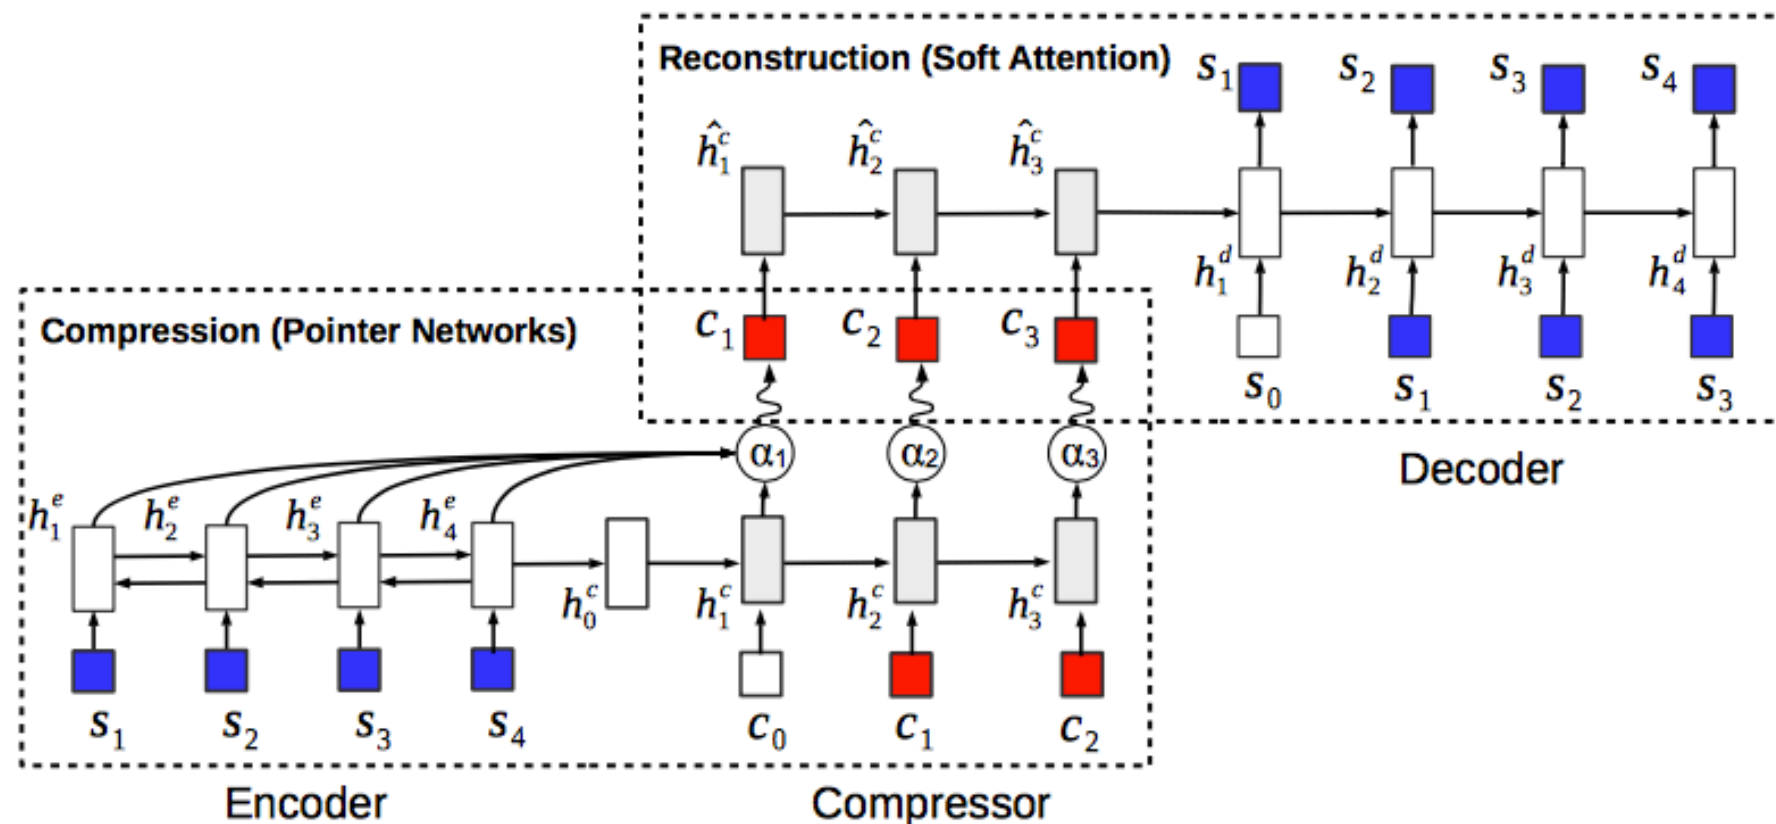 Reconstruction (Soft Attention)
s₁ s₂ s₃ s₄
ĥ₁ᶜ ĥ₂ᶜ ĥ₃ᶜ
h₁ᵈ h₂ᵈ h₃ᵈ h₄ᵈ
Compression (Pointer Networks)
c₁ c₂ c₃
s₀ s₁ s₂ s₃
α₁ α₂ α₃
Decoder
h₁ᵉ h₂ᵉ h₃ᵉ h₄ᵉ
h₀ᶜ h₁ᶜ h₂ᶜ h₃ᶜ
s₁ s₂ s₃ s₄ c₀ c₁ c₂
Encoder Compressor